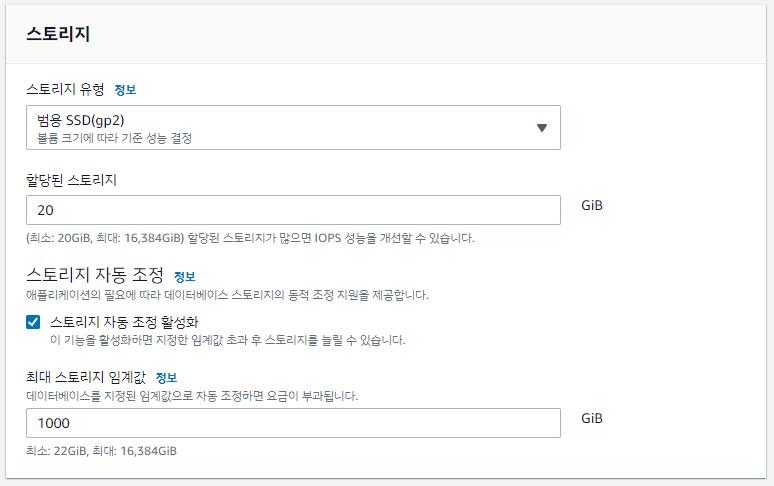 스토리지
스토리지 유형 정보
범용 SSD(gp2)
볼륨 크기에 따라 기준 성능 결정
할당된 스토리지
20 GiB
(최소: 20GiB, 최대: 16,384GiB) 할당된 스토리지가 많으면 IOPS 성능을 개선할 수 있습니다.
스토리지 자동 조정 정보
애플리케이션의 필요에 따라 데이터베이스 스토리지의 동적 조정 지원을 제공합니다.
스토리지 자동 조정 활성화
이 기능을 활성화하면 지정한 임계값 초과 후 스토리지를 늘릴 수 있습니다.
최대 스토리지 임계값 정보
데이터베이스를 지정된 임계값으로 자동 조정하면 요금이 부과됩니다.
1000 GiB
최소: 22GiB, 최대: 16,384GiB